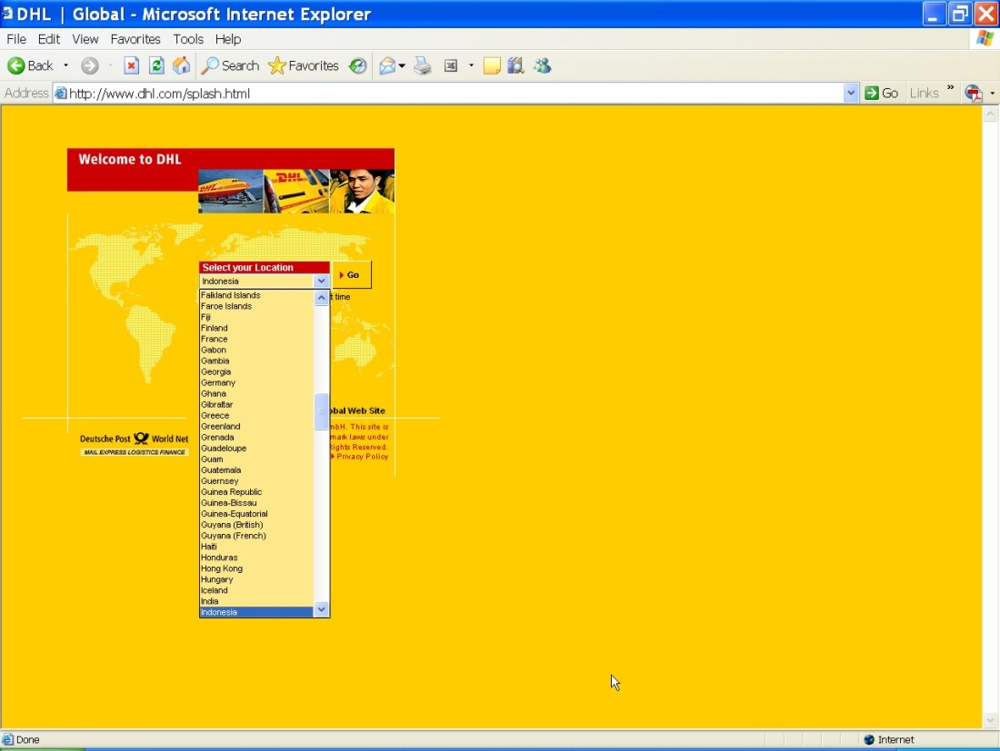 DHL | Global - Microsoft Internet Explorer
File Edit View Favorites Tools Help
Back Search Favorites
Address http://www.dhl.com/splash.html Go Links »
Welcome to DHL
DHL
DHL
Select your Location
Indonesia
Go
t time
Falkland Islands
Faroe Islands
Fiji
Finland
France
Gabon
Gambia
Georgia
Germany
Ghana
Gibraltar
Greece
Greenland
Grenada
Guadeloupe
Guam
Guatemala
Guernsey
Guinea Republic
Guinea-Bissau
Guinea-Equatorial
Guyana (British)
Guyana (French)
Haiti
Honduras
Hong Kong
Hungary
Iceland
India
Indonesia
obal Web Site
mbH. This site is
mark laws under
Rights Reserved.
Privacy Policy
Deutsche Post World Net
MAIL EXPRESS LOGISTICS FINANCE
Done Internet